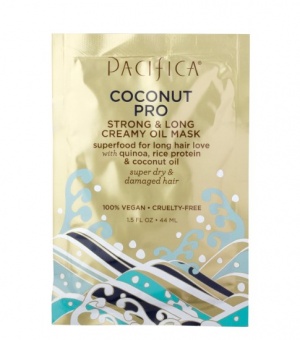 PACIFICA
COCONUT
PRO
STRONG & LONG
CREAMY OIL MASK
superfood for long hair love
with quinoa, rice protein
& coconut oil
super dry &
damaged hair
100% VEGAN • CRUELTY-FREE
1.5 FL OZ • 44 ML